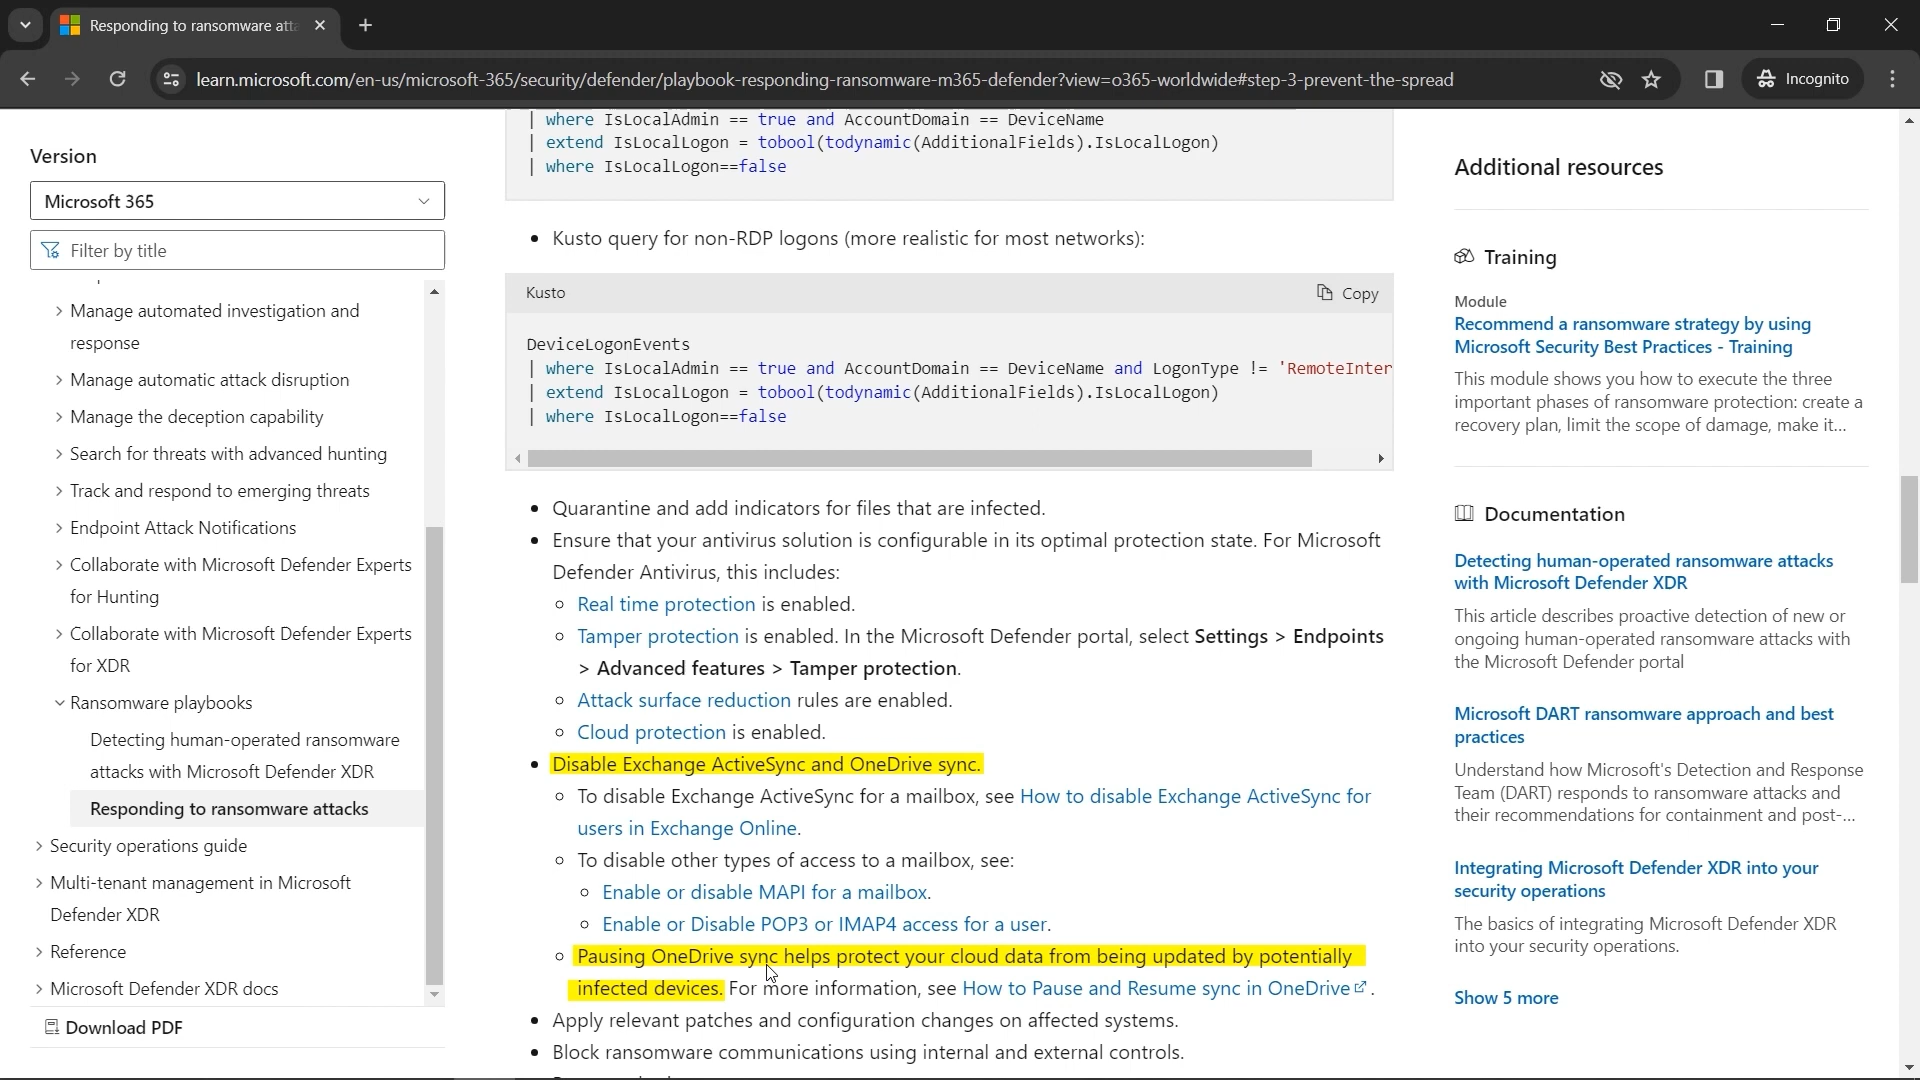 Responding to ransomware atta
learn.microsoft.com/en-us/microsoft-365/security/defender/playbook-responding-ransomware-m365-defender?view=o365-worldwide#step-3-prevent-the-spread
Incognito
Version
Microsoft 365
Filter by title
Manage automated investigation and
response
Manage automatic attack disruption
Manage the deception capability
Search for threats with advanced hunting
Track and respond to emerging threats
Endpoint Attack Notifications
Collaborate with Microsoft Defender Experts
for Hunting
Collaborate with Microsoft Defender Experts
for XDR
Ransomware playbooks
Detecting human-operated ransomware
attacks with Microsoft Defender XDR
Responding to ransomware attacks
Security operations guide
Multi-tenant management in Microsoft
Defender XDR
Reference
Microsoft Defender XDR docs
Download PDF
| where IsLocalAdmin == true and AccountDomain == DeviceName
| extend IsLocalLogon = tobool(todynamic(AdditionalFields).IsLocalLogon)
| where IsLocalLogon==false
• Kusto query for non-RDP logons (more realistic for most networks):
Kusto
Copy
DeviceLogonEvents
| where IsLocalAdmin == true and AccountDomain == DeviceName and LogonType != 'RemoteInter
| extend IsLocalLogon = tobool(todynamic(AdditionalFields).IsLocalLogon)
| where IsLocalLogon==false
• Quarantine and add indicators for files that are infected.
• Ensure that your antivirus solution is configurable in its optimal protection state. For Microsoft
Defender Antivirus, this includes:
Real time protection is enabled.
Tamper protection is enabled. In the Microsoft Defender portal, select Settings > Endpoints
> Advanced features > Tamper protection.
Attack surface reduction rules are enabled.
Cloud protection is enabled.
• Disable Exchange ActiveSync and OneDrive sync.
To disable Exchange ActiveSync for a mailbox, see How to disable Exchange ActiveSync for
users in Exchange Online.
To disable other types of access to a mailbox, see:
Enable or disable MAPI for a mailbox.
Enable or Disable POP3 or IMAP4 access for a user.
Pausing OneDrive sync helps protect your cloud data from being updated by potentially
infected devices. For more information, see How to Pause and Resume sync in OneDrive.
• Apply relevant patches and configuration changes on affected systems.
• Block ransomware communications using internal and external controls.
Additional resources
Training
Module
Recommend a ransomware strategy by using
Microsoft Security Best Practices - Training
This module shows you how to execute the three
important phases of ransomware protection: create a
recovery plan, limit the scope of damage, make it...
Documentation
Detecting human-operated ransomware attacks
with Microsoft Defender XDR
This article describes proactive detection of new or
ongoing human-operated ransomware attacks with
the Microsoft Defender portal
Microsoft DART ransomware approach and best
practices
Understand how Microsoft's Detection and Response
Team (DART) responds to ransomware attacks and
their recommendations for containment and post-...
Integrating Microsoft Defender XDR into your
security operations
The basics of integrating Microsoft Defender XDR
into your security operations.
Show 5 more